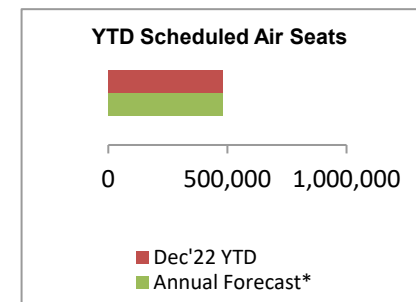 YTD Scheduled Air Seats
0 500,000 1,000,000
Dec'22 YTD
Annual Forecast*